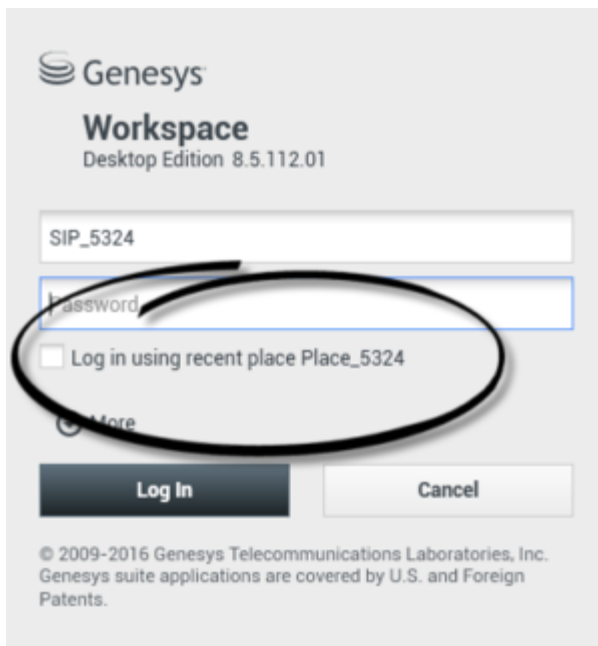 Genesys
Workspace
Desktop Edition 8.5.112.01
SIP_5324
Password
Log in using recent place Place_5324
More
Log In
Cancel
© 2009-2016 Genesys Telecommunications Laboratories, Inc.
Genesys suite applications are covered by U.S. and Foreign
Patents.